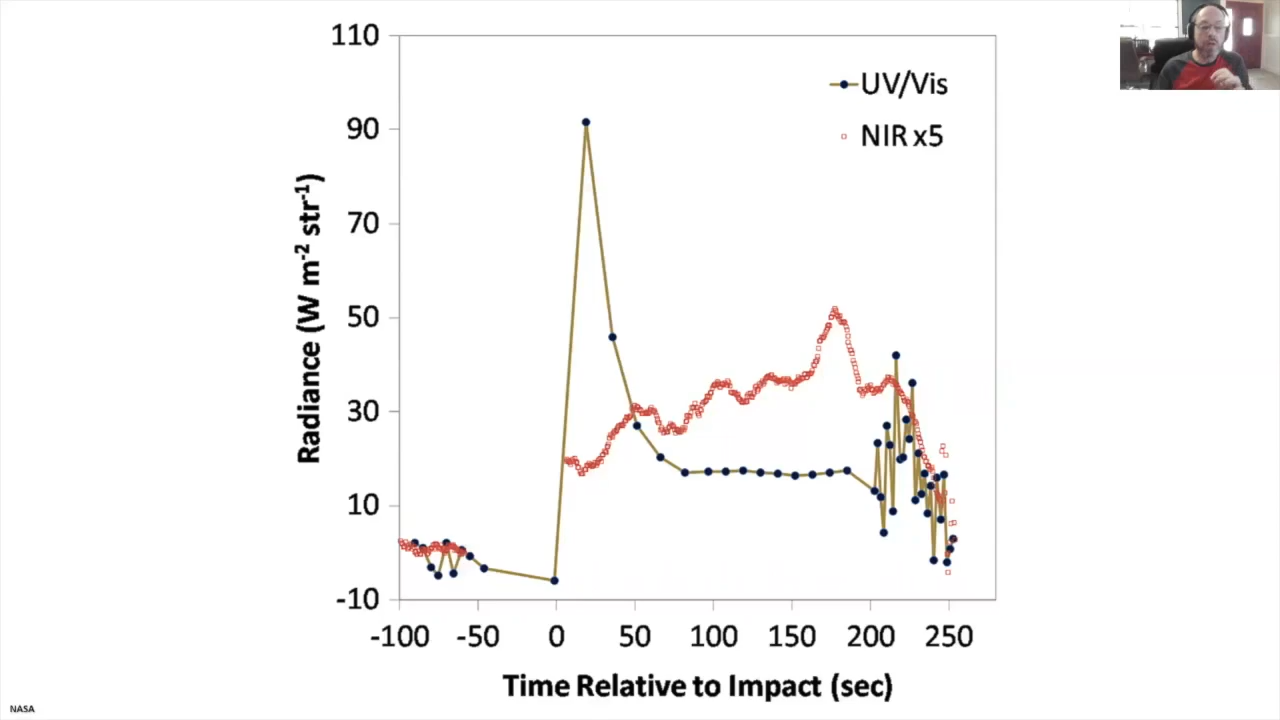 110
90
70
50
30
10
-10
Radiance (W m-2 str-1)
UV/Vis
NIR x5
-100 -50 0 50 100 150 200 250
Time Relative to Impact (sec)
NASA